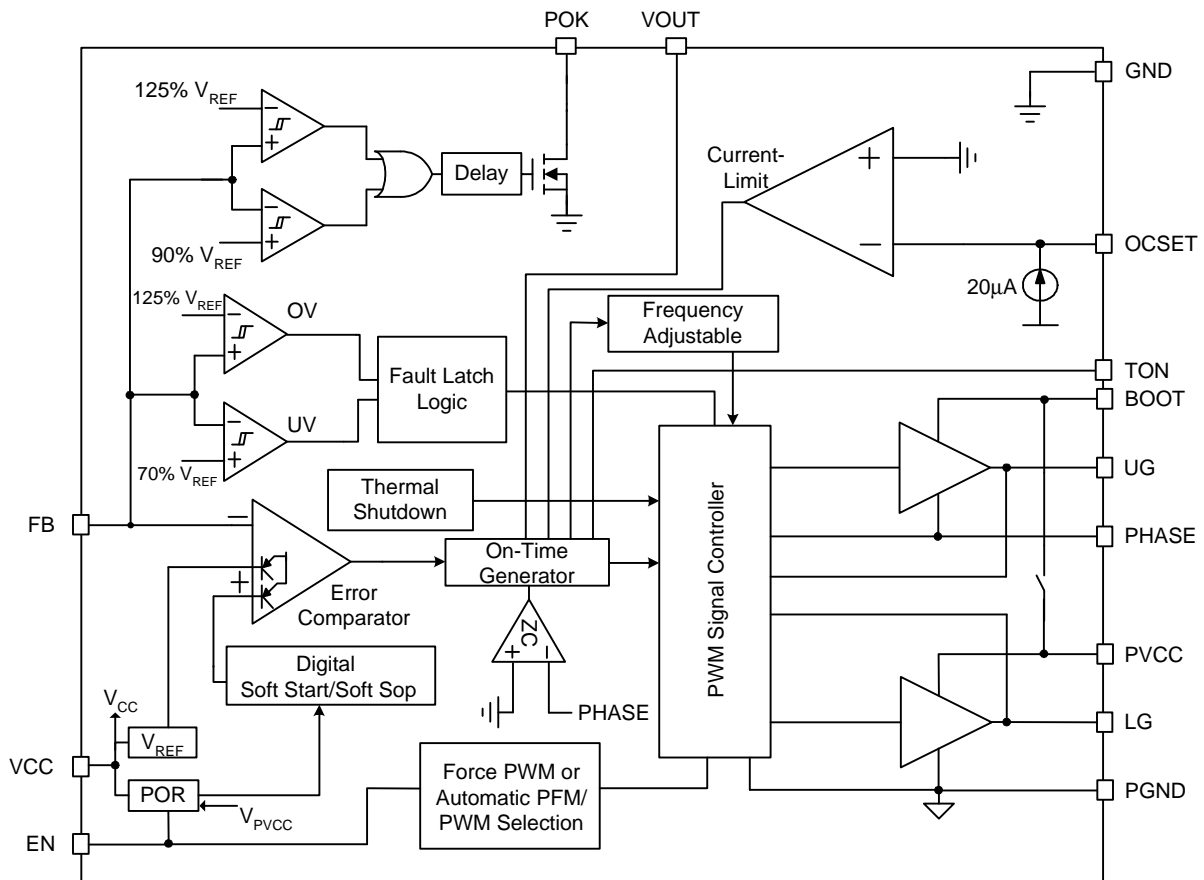 POK
VOUT
GND
125% VREF
−
+
Delay
−
+
90% VREF
Current-
Limit
+
−
OCSET
20µA
125% VREF
−
+
OV
Fault Latch
Logic
Frequency
Adjustable
TON
BOOT
−
+
UV
70% VREF
Thermal
Shutdown
PWM Signal Controller
UG
FB
−
+
Error
Comparator
On-Time
Generator
PHASE
ZC
+
−
PHASE
Digital
Soft Start/Soft Sop
PVCC
VCC
VREF
VCC
POR
VPVCC
LG
Force PWM or
Automatic PFM/
PWM Selection
PGND
EN